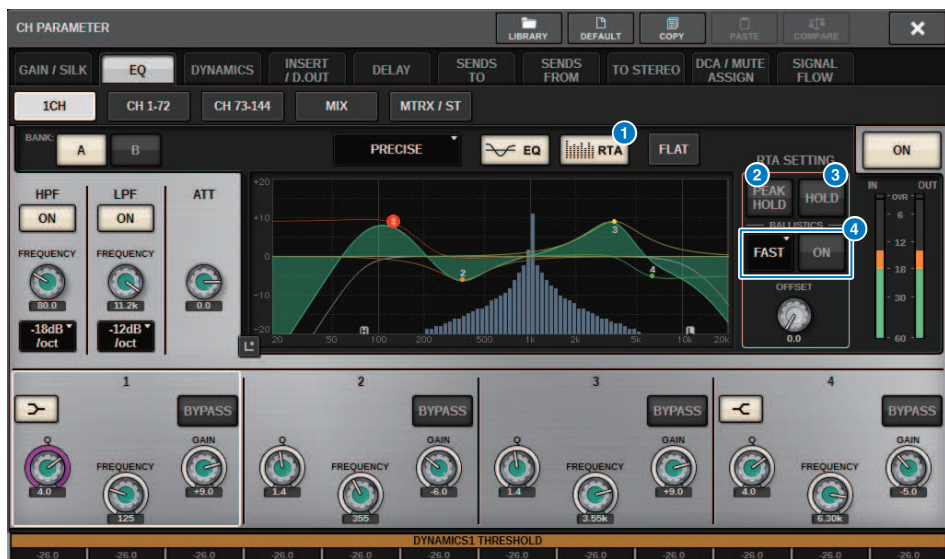 CH PARAMETER
LIBRARY DEFAULT COPY PASTE COMPARE
GAIN / SILK EQ DYNAMICS INSERT / D.OUT DELAY SENDS TO SENDS FROM TO STEREO DCA / MUTE ASSIGN SIGNAL FLOW
1CH CH 1-72 CH 73-144 MIX MTRX / ST
BANK: A B PRECISE EQ RTA 1 FLAT ON
RTA SETTING
2 3
PEAK HOLD HOLD
BALLISTICS 4
FAST ON
OFFSET
0.0
HPF LPF ATT
ON ON
FREQUENCY FREQUENCY
80.0 11.2k 0.0
-18dB /oct -12dB /oct
+20
+10
0
-10
-20
1 2 3 4
H L
20 50 100 200 500 1k 2k 5k 10k 20k
IN OUT
OVR
6
12
18
30
60
1 2 3 4
BYPASS BYPASS BYPASS BYPASS
Q FREQUENCY GAIN Q FREQUENCY GAIN Q FREQUENCY GAIN Q FREQUENCY GAIN
4.0 125 +9.0 1.4 355 -6.0 1.4 3.55k +9.0 4.0 6.30k -5.0
DYNAMICS1 THRESHOLD
-26.0 -26.0 -26.0 -26.0 -26.0 -26.0 -26.0 -26.0 -26.0 -26.0 -26.0 -26.0